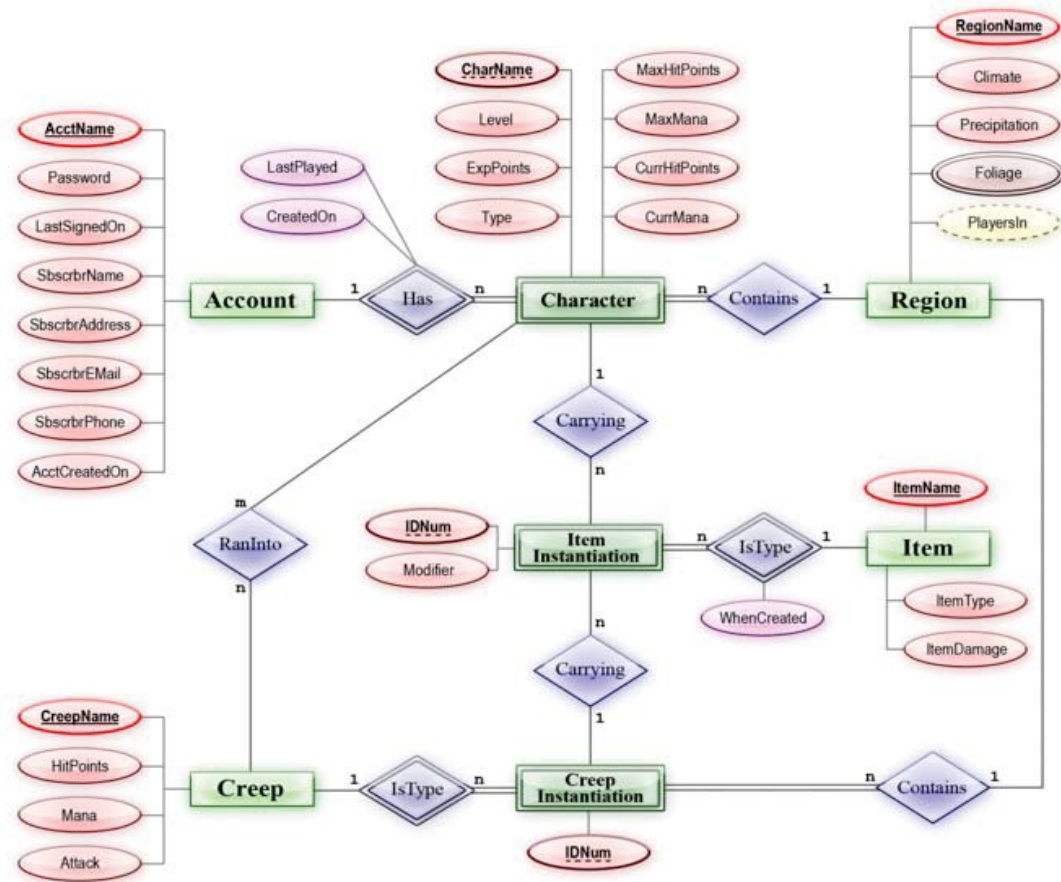 RegionName
CharName
MaxHitPoints
Climate
AcctName
Level
MaxMana
Precipitation
Password
LastPlayed
ExpPoints
CurrHitPoints
Foliage
LastSignedOn
CreatedOn
Type
CurrMana
PlayersIn
SbscrbrName
Account
1
Has
n
Character
n
Contains
1
Region
SbscrbrAddress
SbscrbrEMail
1
Carrying
SbscrbrPhone
n
AcctCreatedOn
ItemName
m
RanInto
n
IDNum
Modifier
Item
Instantiation
n
IsType
1
Item
WhenCreated
ItemType
ItemDamage
n
Carrying
1
CreepName
HitPoints
Mana
Attack
Creep
1
IsType
n
Creep
Instantiation
n
Contains
1
IDNum